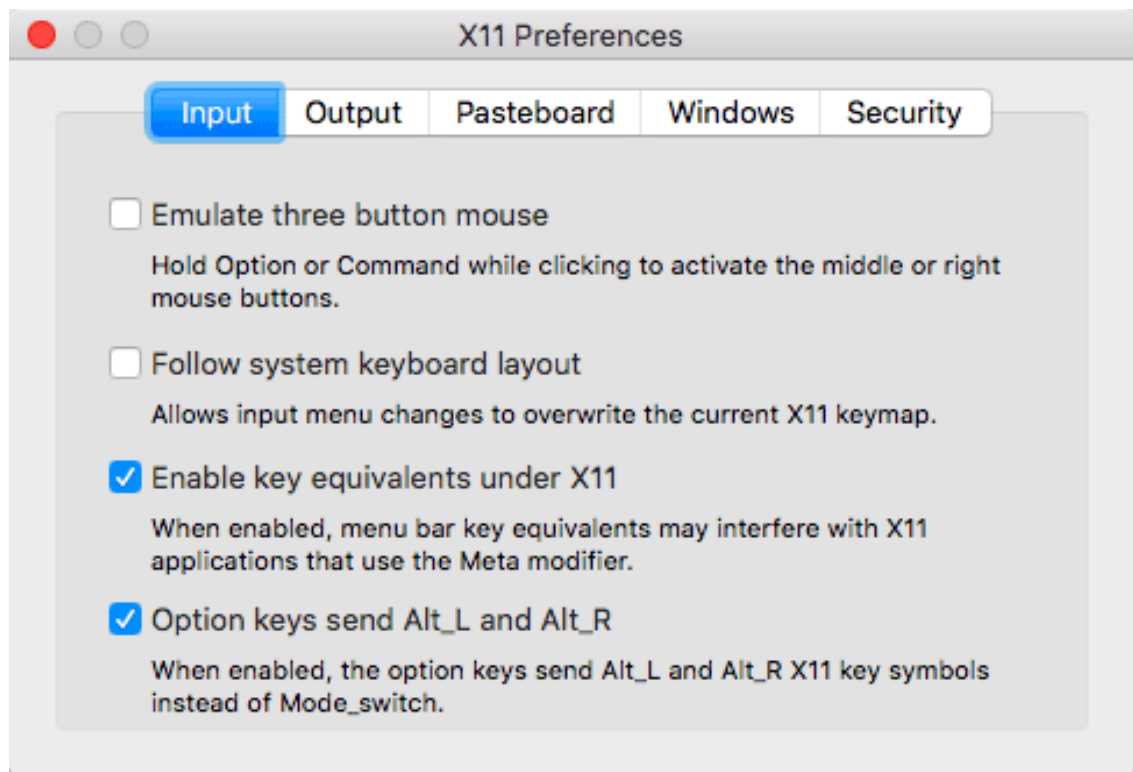 X11 Preferences
Input Output Pasteboard Windows Security
Emulate three button mouse
Hold Option or Command while clicking to activate the middle or right
mouse buttons.
Follow system keyboard layout
Allows input menu changes to overwrite the current X11 keymap.
Enable key equivalents under X11
When enabled, menu bar key equivalents may interfere with X11
applications that use the Meta modifier.
Option keys send Alt_L and Alt_R
When enabled, the option keys send Alt_L and Alt_R X11 key symbols
instead of Mode_switch.